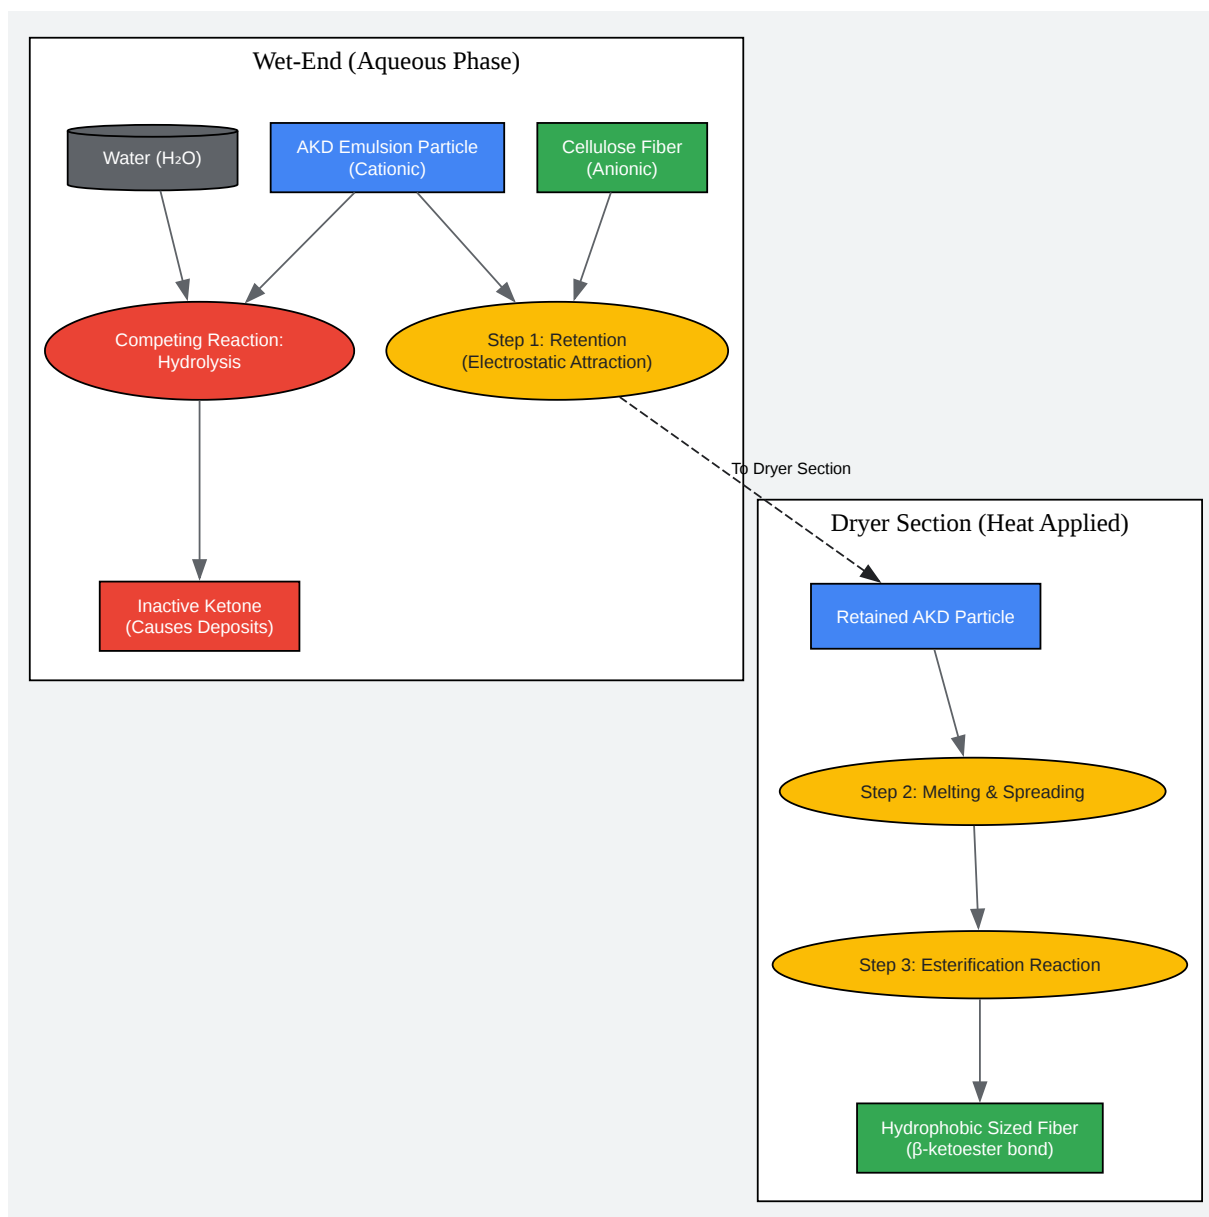 Wet-End (Aqueous Phase)
Water (H₂O)
AKD Emulsion Particle
(Cationic)
Cellulose Fiber
(Anionic)
Competing Reaction:
Hydrolysis
Step 1: Retention
(Electrostatic Attraction)
To Dryer Section
Inactive Ketone
(Causes Deposits)
Dryer Section (Heat Applied)
Retained AKD Particle
Step 2: Melting & Spreading
Step 3: Esterification Reaction
Hydrophobic Sized Fiber
(β-ketoester bond)